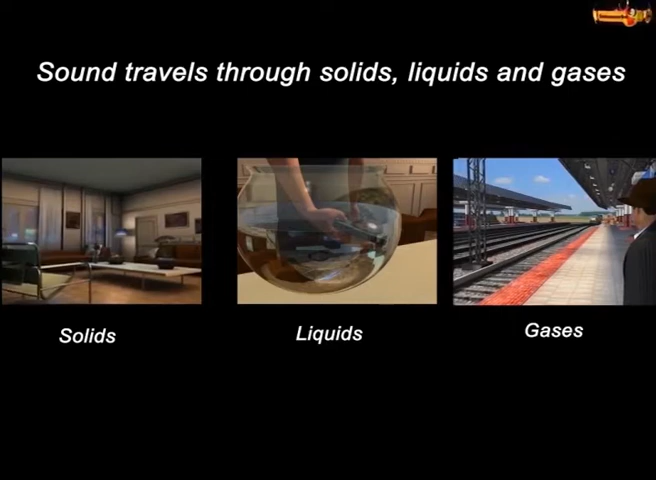 Sound travels through solids, liquids and gases
Solids
Liquids
Gases